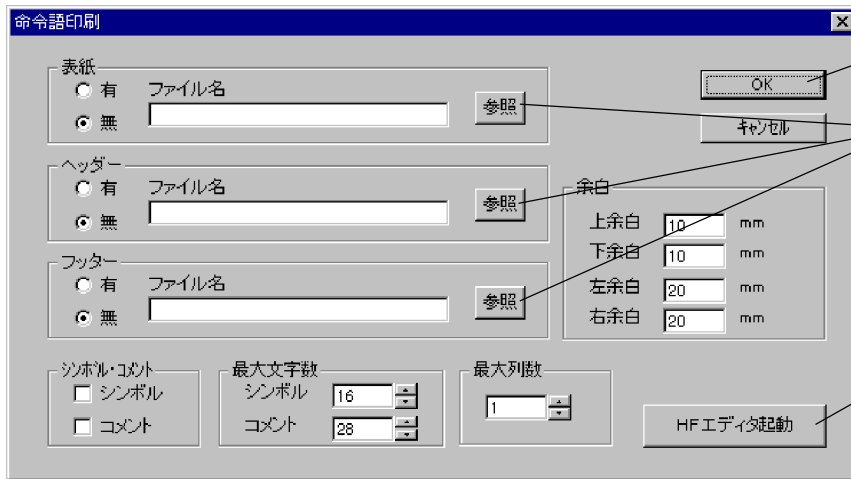 命令語印刷
表紙
有 ファイル名
無
参照
OK
キャンセル
ヘッダー
有 ファイル名
無
参照
フッター
有 ファイル名
無
参照
余白
上余白 10 mm
下余白 10 mm
左余白 20 mm
右余白 20 mm
シンボル・コメント
シンボル
コメント
最大文字数
シンボル 16
コメント 28
最大列数
1
HFエディタ起動